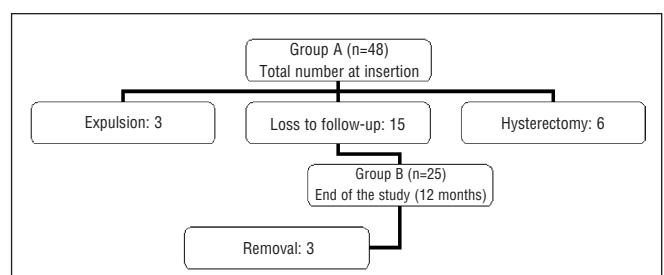 Group A (n=48)
Total number at insertion
Expulsion: 3
Loss to follow-up: 15
Hysterectomy: 6
Group B (n=25)
End of the study (12 months)
Removal: 3